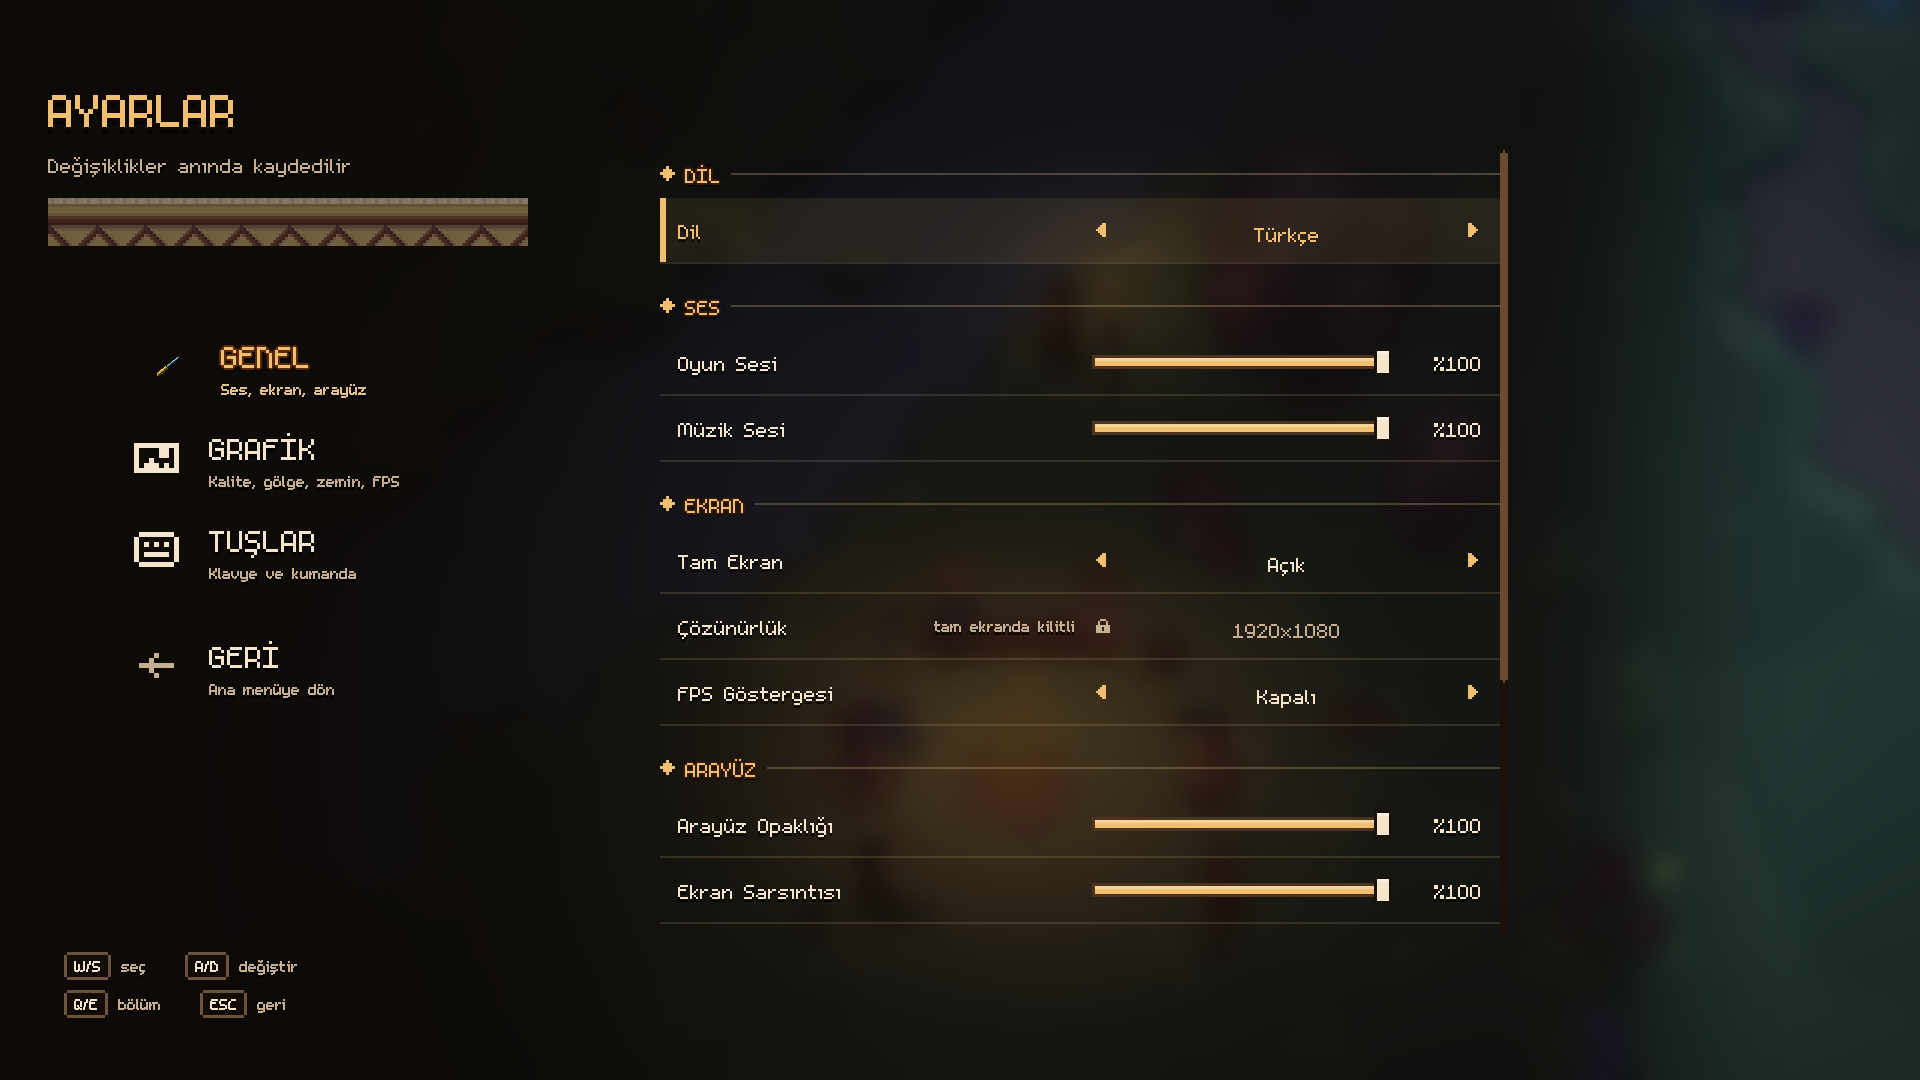 AYARLAR
Değişiklikler anında kaydedilir
GENEL
Ses, ekran, arayüz
GRAFİK
Kalite, gölge, zemin, FPS
TUŞLAR
Klavye ve kumanda
GERİ
Ana menüye dön
W/S seç A/D değiştir
Q/E bölüm ESC geri
DİL
Dil Türkçe
SES
Oyun Sesi %100
Müzik Sesi %100
EKRAN
Tam Ekran Açık
Çözünürlük tam ekranda kilitli 1920x1080
FPS Göstergesi Kapalı
ARAYÜZ
Arayüz Opaklığı %100
Ekran Sarsıntısı %100